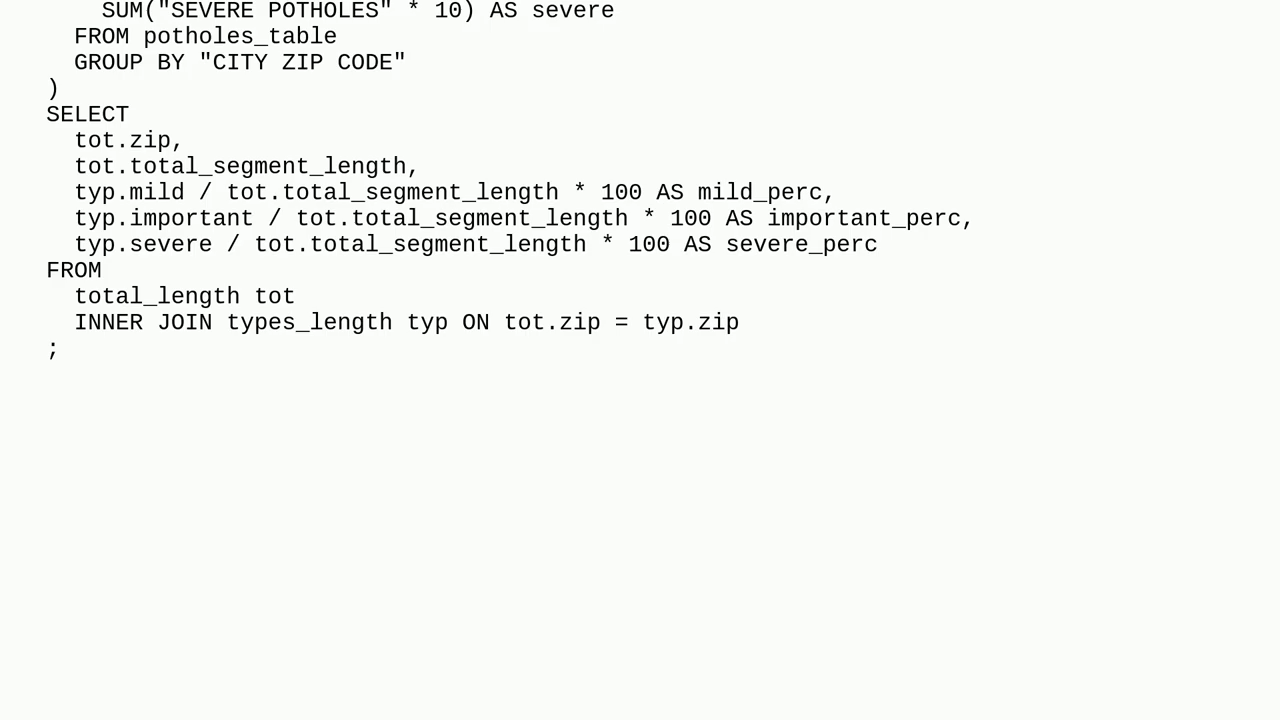 SUM("SEVERE POTHOLES" * 10) AS severe
FROM potholes_table
GROUP BY "CITY ZIP CODE"
)
SELECT
tot.zip,
tot.total_segment_length,
typ.mild / tot.total_segment_length * 100 AS mild_perc,
typ.important / tot.total_segment_length * 100 AS important_perc,
typ.severe / tot.total_segment_length * 100 AS severe_perc
FROM
total_length tot
INNER JOIN types_length typ ON tot.zip = typ.zip
;